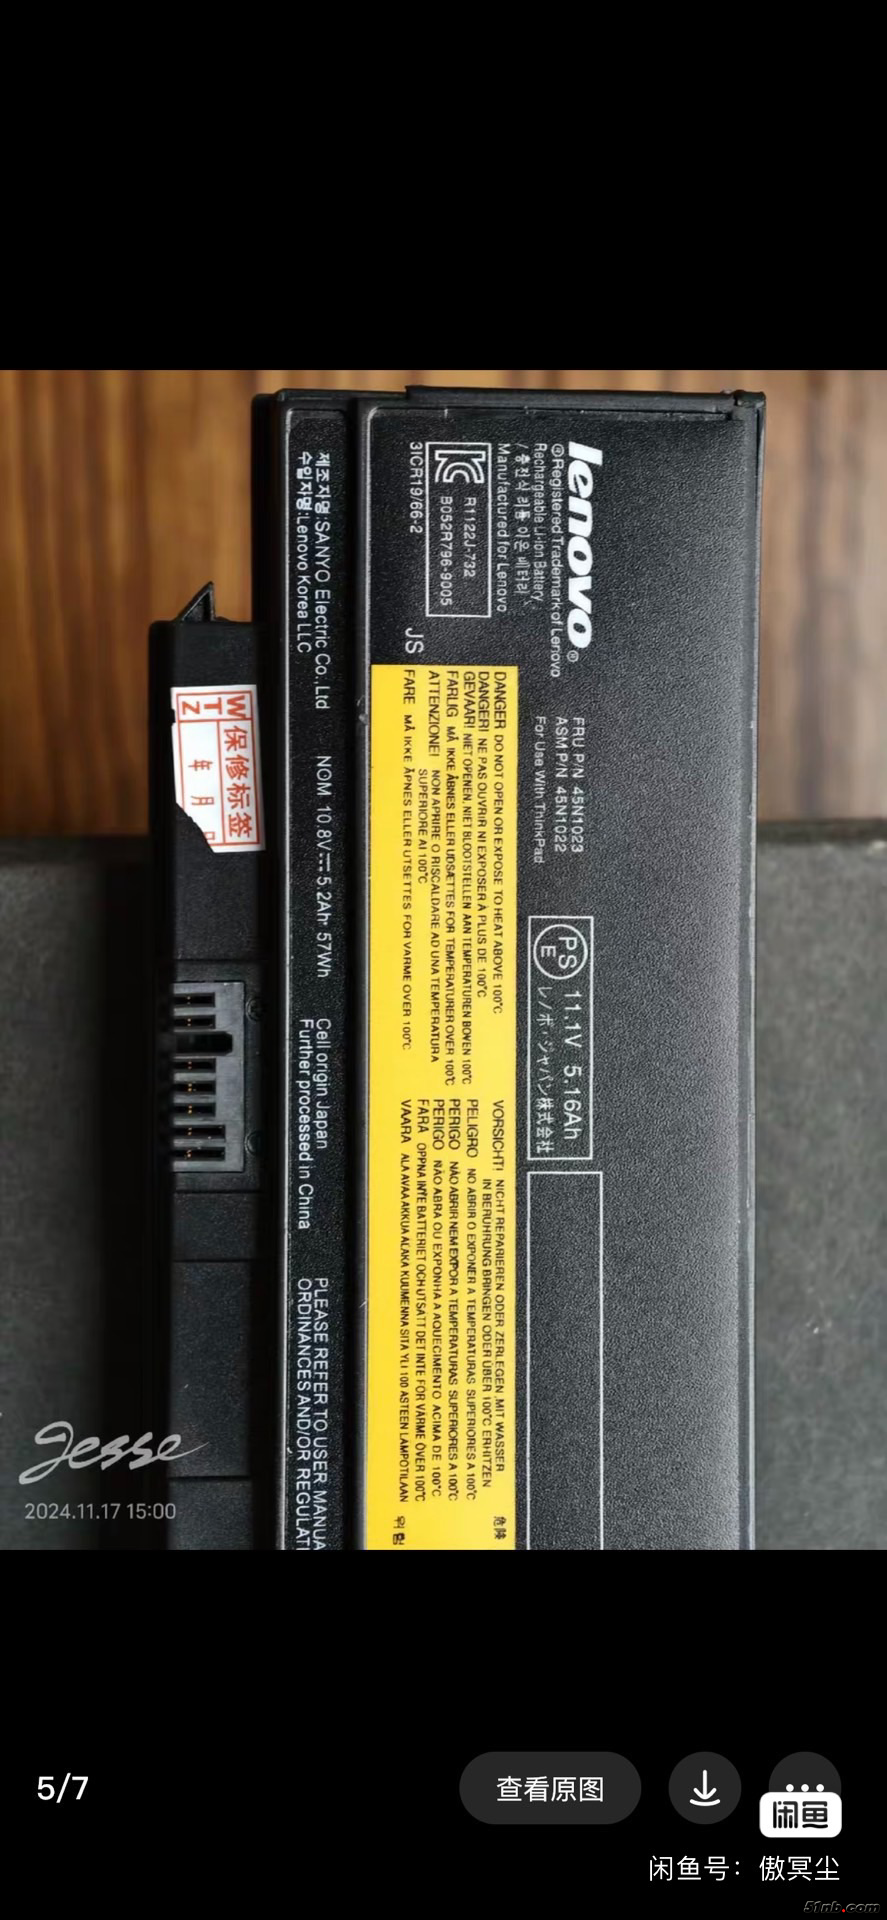 lenovo®
®Registered Trademark of Lenovo
Rechargeable Li-ion Battery
/ 충전식 리튬 이온 배터리
Manufactured for Lenovo
R1122J-732
B052R796-9005
3ICR19/66-2
JS
FRU P/N 45N1023
ASM P/N 45N1022
For Use With ThinkPad
PS
E
11.1V 5.16Ah
レノボ・ジャパン株式会社
DANGER DO NOT OPEN OR EXPOSE TO HEAT ABOVE 100°C
DANGER! NE PAS OUVRIR NI EXPOSER À PLUS DE 100°C
GEVAAR! NIET OPENEN, NIET BLOOTSTELLEN AAN TEMPERATUREN BOVEN 100°C
FARLIG MÅ IKKE ÅBNES ELLER UDSÆTTES FOR TEMPERATURER OVER 100°C
ATTENZIONE! NON APRIRE O RISCALDARE AD UNA TEMPERATURA
SUPERIORE AI 100°C
FARE MÅ IKKE ÅPNES ELLER UTSETTES FOR VARME OVER 100°C
VORSICHT! NICHT REPARIEREN ODER ZERLEGEN, MIT WASSER
IN BERÜHRUNG BRINGEN ODER ÜBER 100°C ERHITZEN
PELIGRO NO ABRIR O EXPONER A TEMPERATURAS SUPERIORES A 100°C
PERIGO NÃO ABRIR NEM EXPOR A TEMPERATURAS SUPERIORES A 100°C
PERIGO NÃO ABRA OU EXPONHA A AQUECIMENTO ACIMA DE 100°C
FARA ÖPPNA INTE BATTERIET OCH UTSÄTT DET INTE FÖR VÄRME ÖVER 100°C
VAARA ÄLÄ AVAA AKKUA ÄLÄKÄ KUUMENNA SITÄ YLI 100 ASTEEN LÄMPÖTILAAN
危険
위험
제조자명:SANYO Electric Co.,Ltd
수입자명:Lenovo Korea LLC
NOM 10.8V⎓5.2Ah 57Wh
Cell origin Japan
Further processed in China
PLEASE REFER TO USER MANUA
ORDINANCES AND/OR REGULATI
WTZ
保修标签
年 月
Jesse
2024.11.17 15:00
5/7
查看原图
闲鱼
闲鱼号：傲冥尘
51nb.com